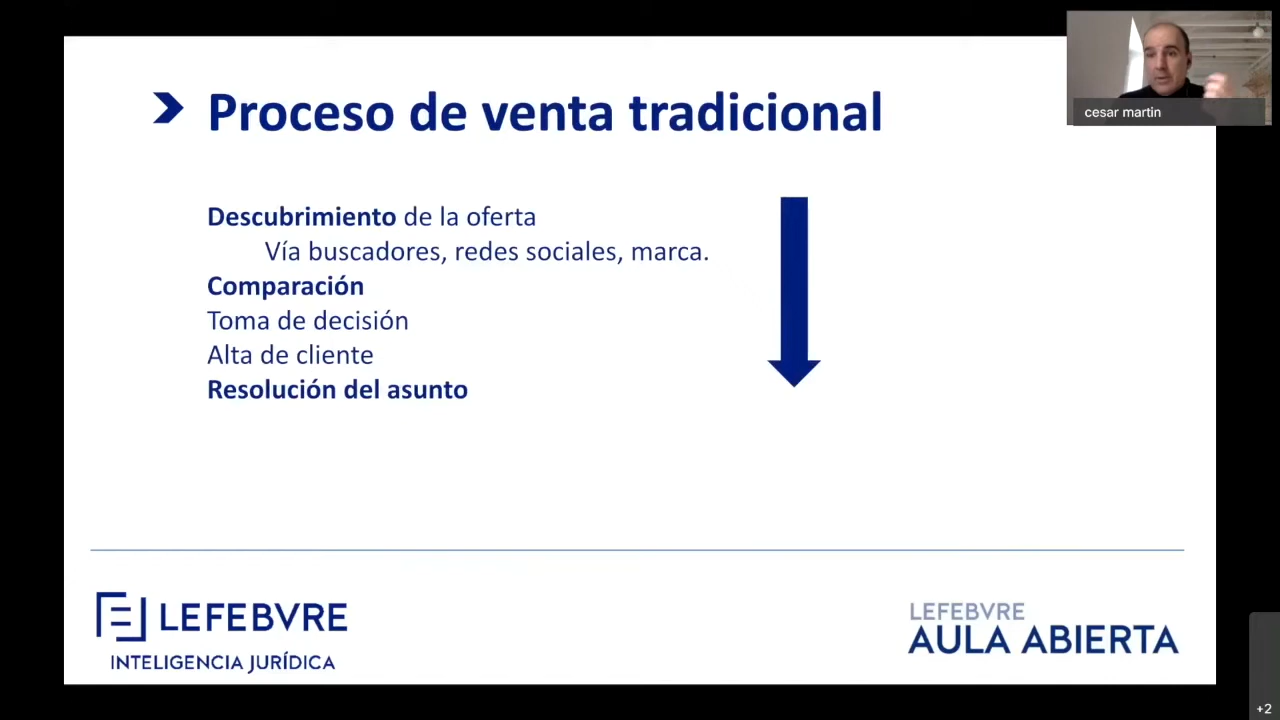 Proceso de venta tradicional
cesar martin
Descubrimiento de la oferta
Vía buscadores, redes sociales, marca.
Comparación
Toma de decisión
Alta de cliente
Resolución del asunto
LEFEBVRE
INTELIGENCIA JURÍDICA
LEFEBVRE
AULA ABIERTA
+2